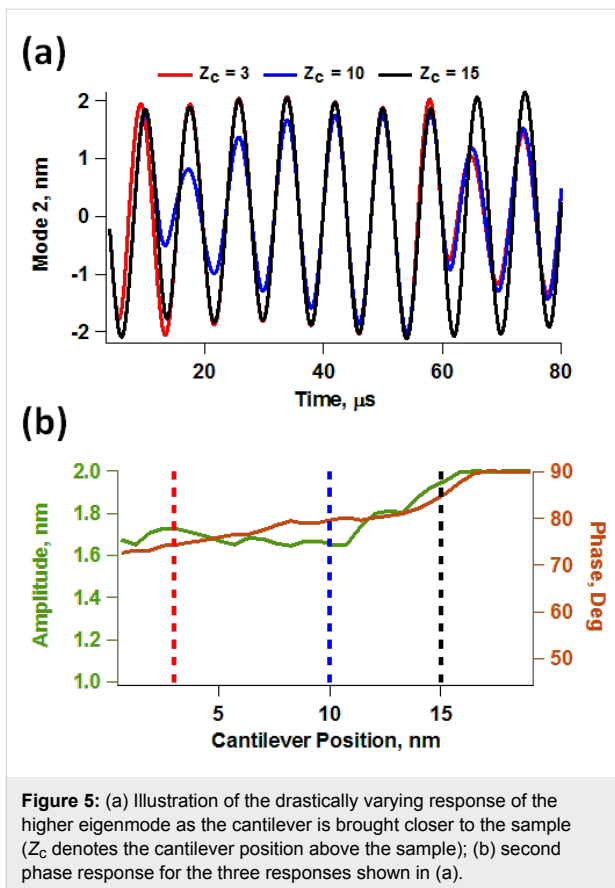 (a)
Z_c = 3 Z_c = 10 Z_c = 15
2
1
0
-1
-2
Mode 2, nm
20 40 60 80
Time, μs
(b)
2.0
1.8
1.6
1.4
1.2
1.0
Amplitude, nm
90
80
70
60
50
Phase, Deg
5 10 15
Cantilever Position, nm
Figure 5: (a) Illustration of the drastically varying response of the
higher eigenmode as the cantilever is brought closer to the sample
(Z_c denotes the cantilever position above the sample); (b) second
phase response for the three responses shown in (a).